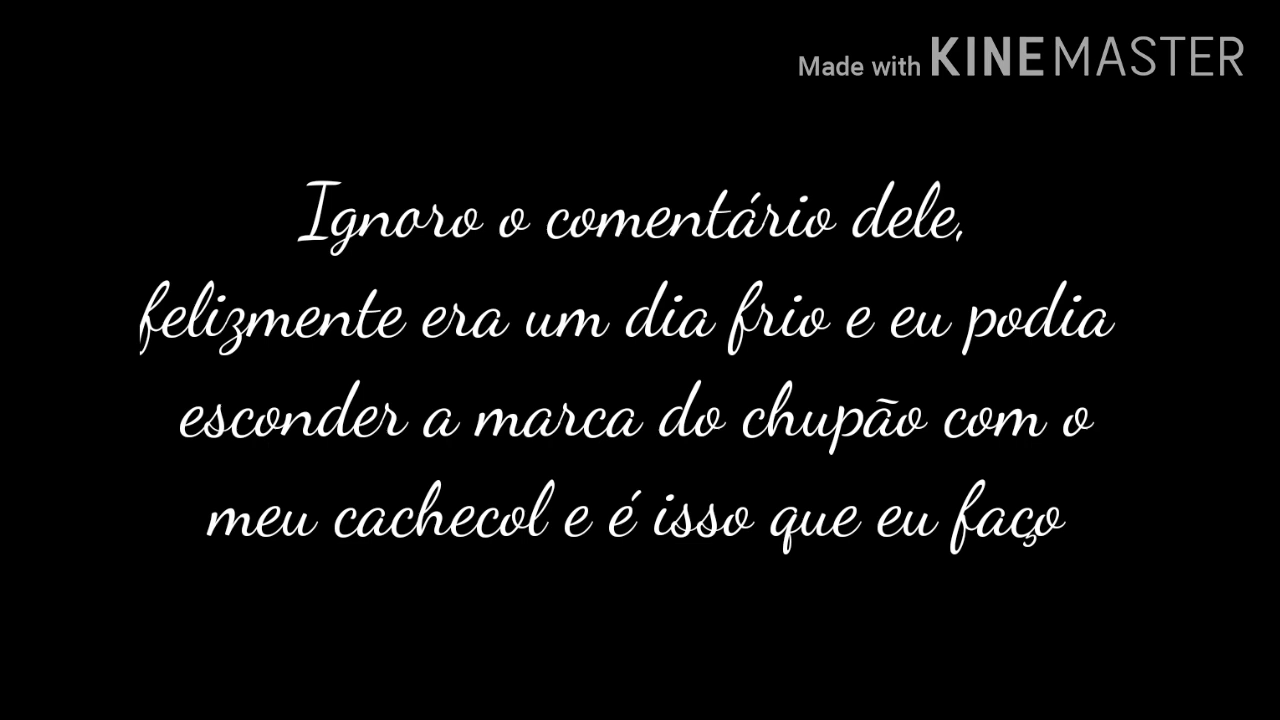 Made with KINEMASTER
Ignoro o comentário dele,
felizmente era um dia frio e eu podia
esconder a marca do chupão com o
meu cachecol e é isso que eu faço